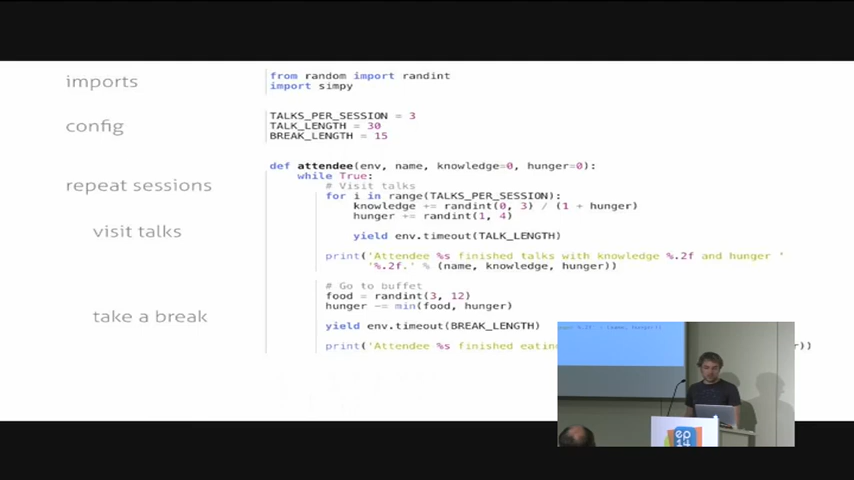 imports
from random import randint
import simpy
config
TALKS_PER_SESSION = 3
TALK_LENGTH = 30
BREAK_LENGTH = 15
def attendee(env, name, knowledge=0, hunger=0):
repeat sessions
while True:
# Visit talks
for i in range(TALKS_PER_SESSION):
visit talks
knowledge += randint(0, 3) / (1 + hunger)
hunger += randint(1, 4)
yield env.timeout(TALK_LENGTH)
print('Attendee %s finished talks with knowledge %.2f and hunger '
'%.2f.' % (name, knowledge, hunger))
take a break
# Go to buffet
food = randint(3, 12)
hunger -= min(food, hunger)
yield env.timeout(BREAK_LENGTH)
print('Attendee %s finished eatin
r))
ep